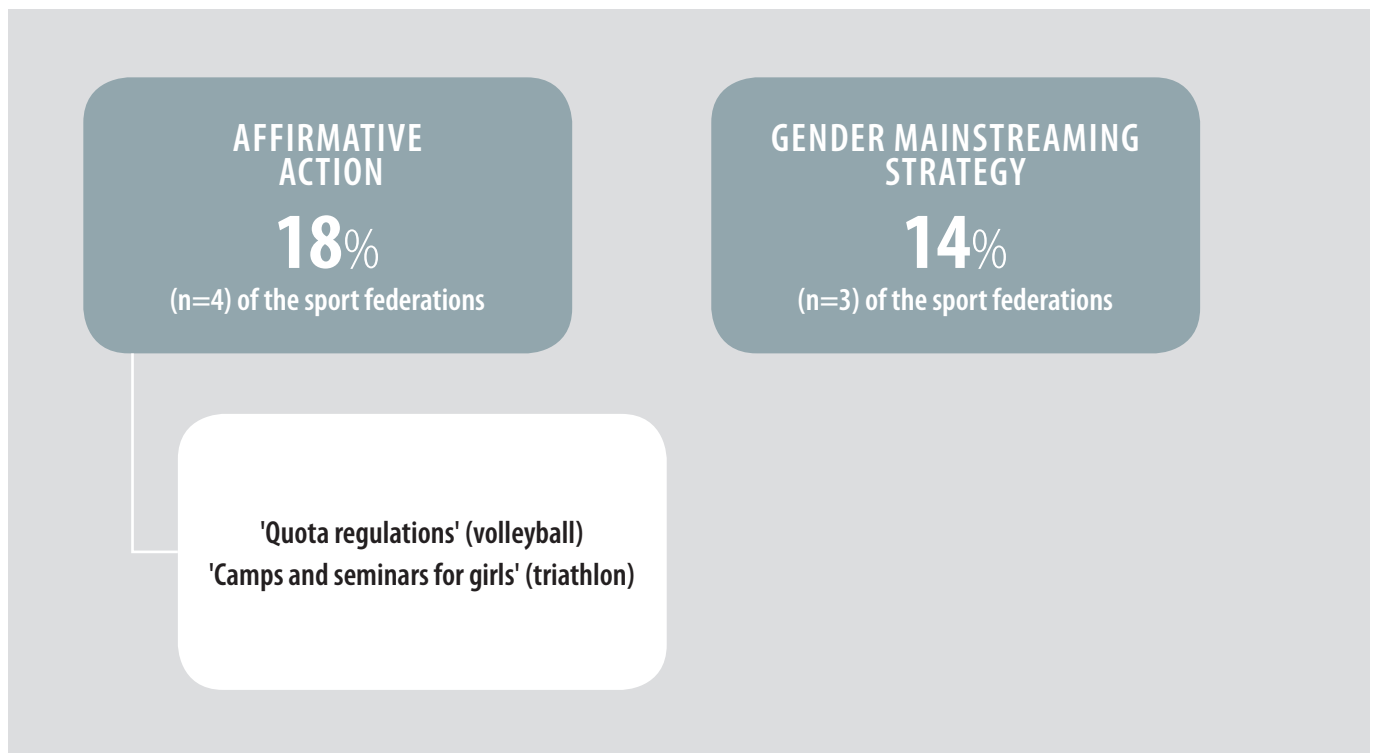 AFFIRMATIVE
ACTION
18%
(n=4) of the sport federations
GENDER MAINSTREAMING
STRATEGY
14%
(n=3) of the sport federations
'Quota regulations' (volleyball)
'Camps and seminars for girls' (triathlon)